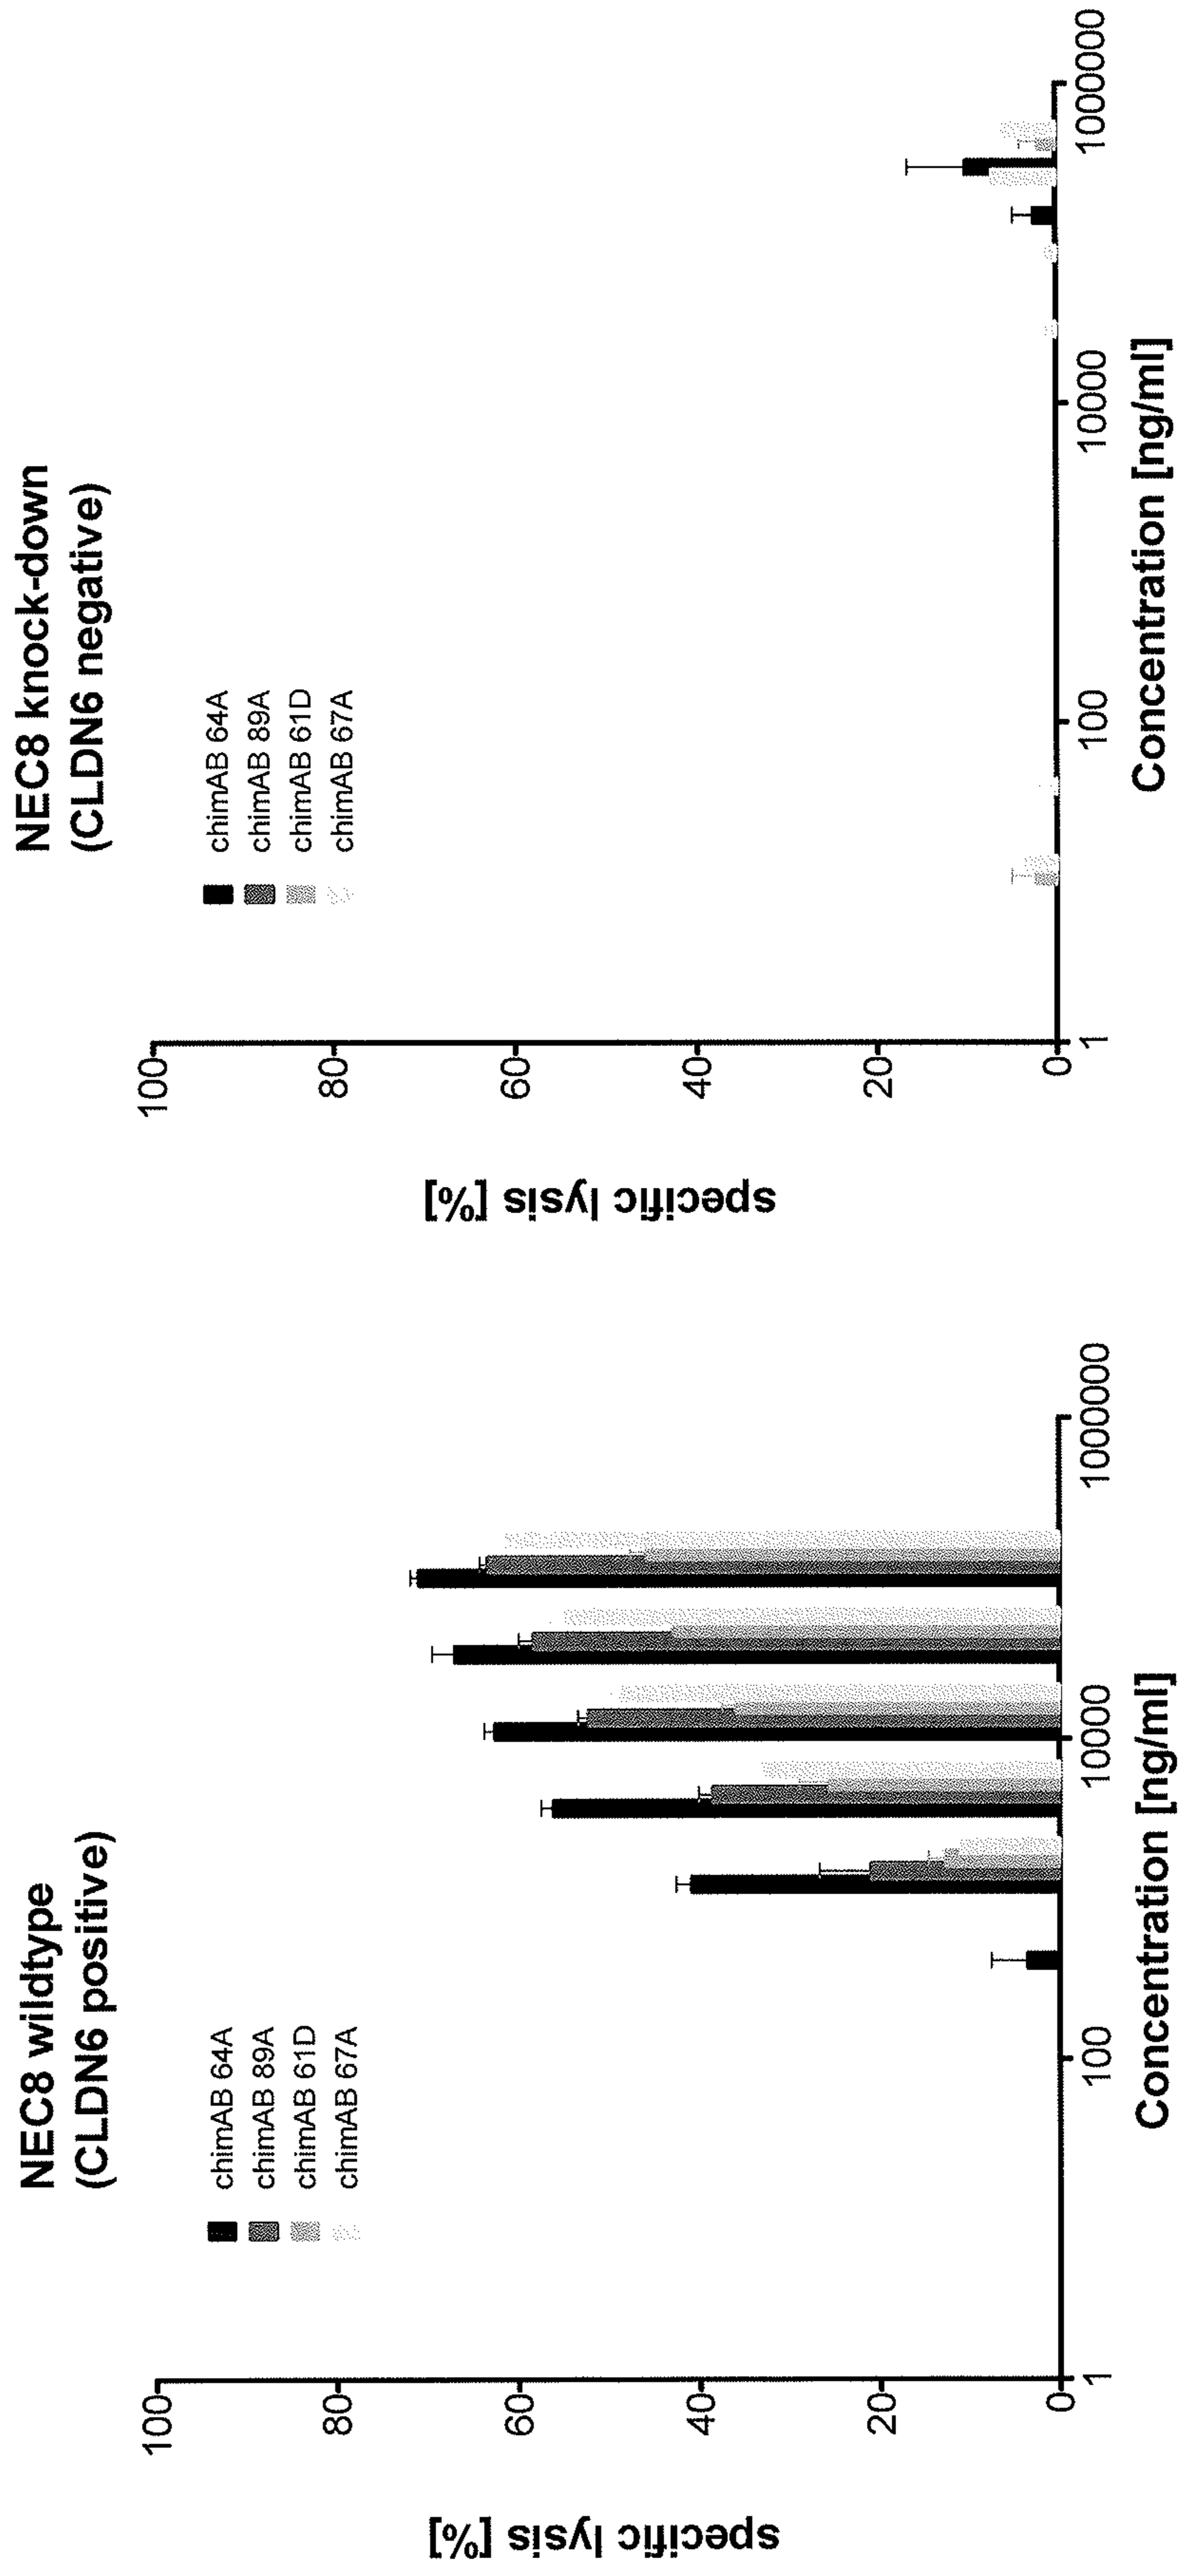 NEC8 wildtype
(CLDN6 positive)
chimAB 64A
chimAB 89A
chimAB 61D
chimAB 67A
specific lysis [%]
100
80
60
40
20
0
1
100
10000
1000000
Concentration [ng/ml]
NEC8 knock-down
(CLDN6 negative)
chimAB 64A
chimAB 89A
chimAB 61D
chimAB 67A
specific lysis [%]
100
80
60
40
20
0
1
100
10000
1000000
Concentration [ng/ml]